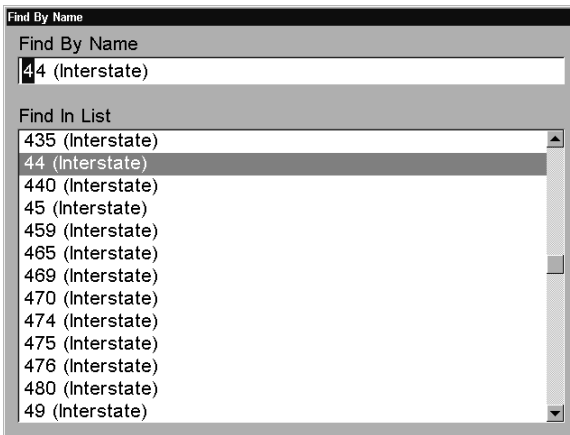 Find By Name
Find By Name
44 (Interstate)
Find In List
435 (Interstate)
44 (Interstate)
440 (Interstate)
45 (Interstate)
459 (Interstate)
465 (Interstate)
469 (Interstate)
470 (Interstate)
474 (Interstate)
475 (Interstate)
476 (Interstate)
480 (Interstate)
49 (Interstate)